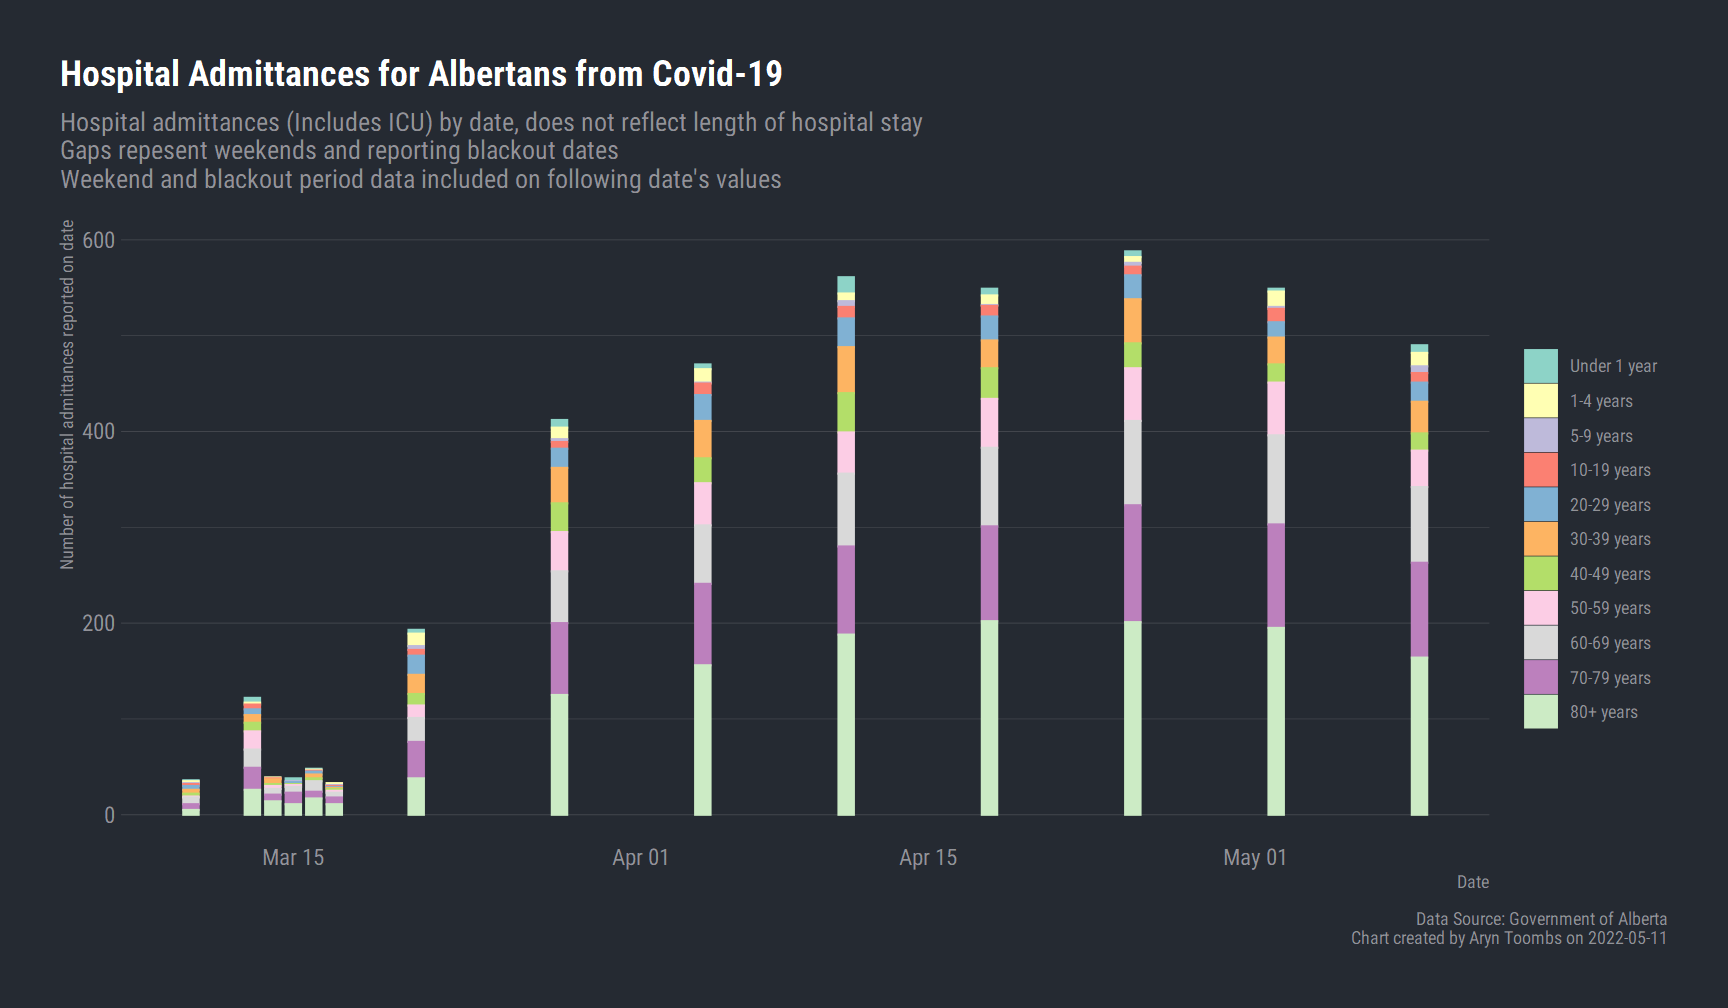 Hospital Admittances for Albertans from Covid-19
Hospital admittances (Includes ICU) by date, does not reflect length of hospital stay
Gaps repesent weekends and reporting blackout dates
Weekend and blackout period data included on following date's values
Number of hospital admittances reported on date
600
400
200
0
Mar 15
Apr 01
Apr 15
May 01
Date
Under 1 year
1-4 years
5-9 years
10-19 years
20-29 years
30-39 years
40-49 years
50-59 years
60-69 years
70-79 years
80+ years
Data Source: Government of Alberta
Chart created by Aryn Toombs on 2022-05-11